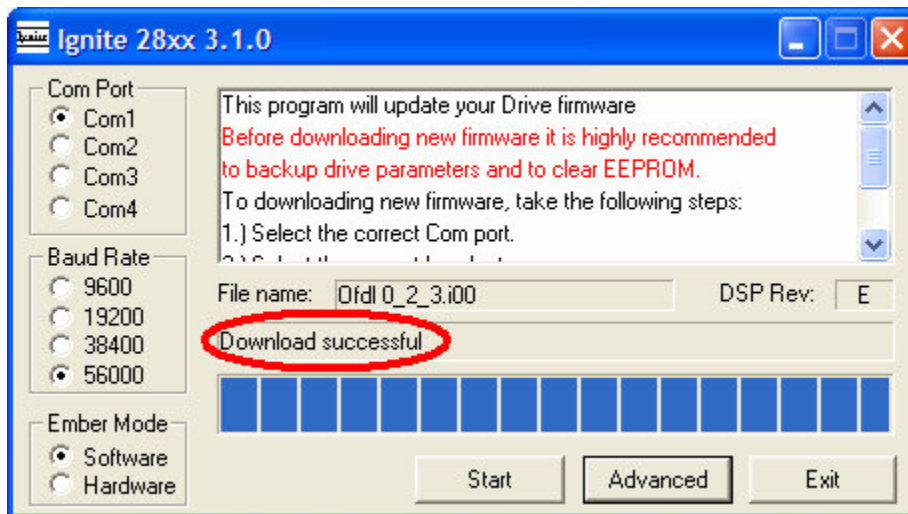 Ignite 28xx 3.1.0
Com Port
Com1
Com2
Com3
Com4
Baud Rate
9600
19200
38400
56000
Ember Mode
Software
Hardware
This program will update your Drive firmware
Before downloading new firmware it is highly recommended
to backup drive parameters and to clear EEPROM.
To downloading new firmware, take the following steps:
1.) Select the correct Com port.
File name: Ofdl 0_2_3.i00 DSP Rev: E
Download successful
Start Advanced Exit